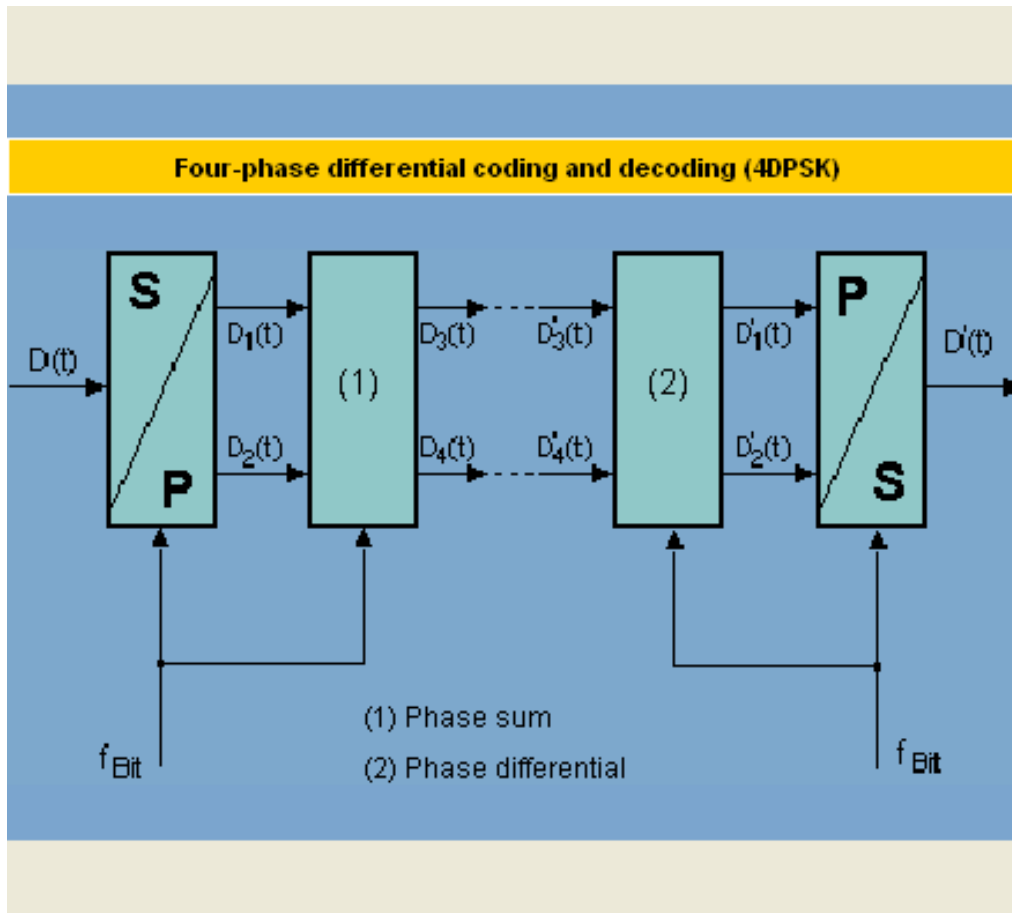 Four-phase differential coding and decoding (4DPSK)
S
P
D(t)
D1(t)
D2(t)
(1)
D3(t)
D4(t)
D'3(t)
D'4(t)
(2)
D'1(t)
D'2(t)
P
S
D'(t)
(1) Phase sum
(2) Phase differential
fBit
fBit